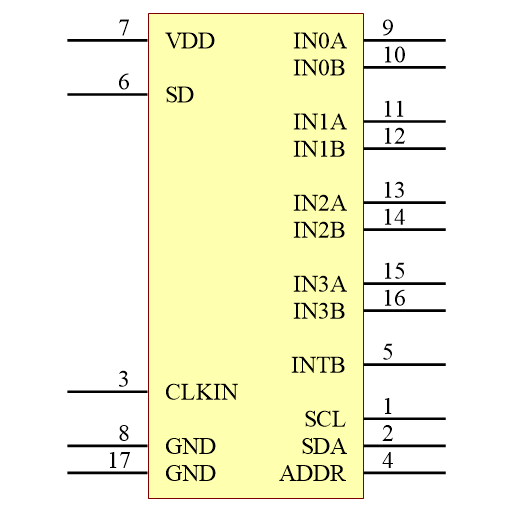 7 VDD IN0A 9
IN0B 10
6 SD
IN1A 11
IN1B 12
IN2A 13
IN2B 14
IN3A 15
IN3B 16
INTB 5
3 CLKIN
SCL 1
8 GND SDA 2
17 GND ADDR 4